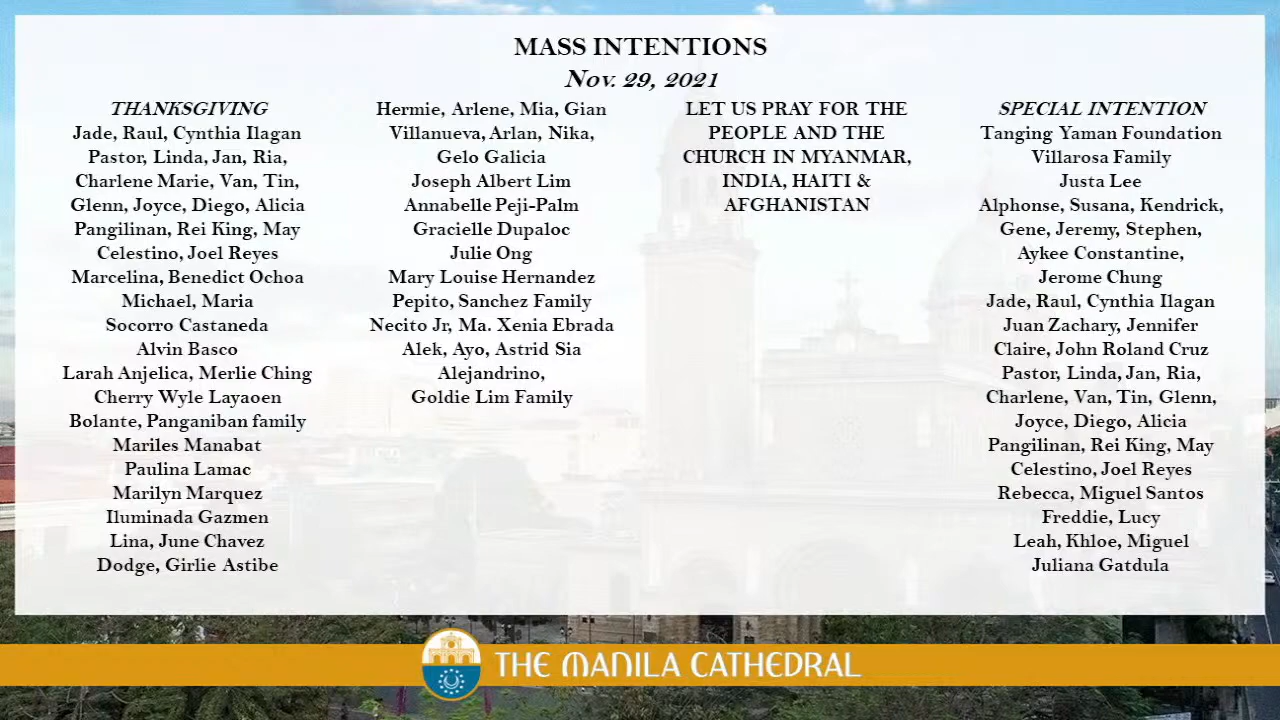 MASS INTENTIONS
Nov. 29, 2021
THANKSGIVING
Jade, Raul, Cynthia Ilagan
Pastor, Linda, Jan, Ria,
Charlene Marie, Van, Tin,
Glenn, Joyce, Diego, Alicia
Pangilinan, Rei King, May
Celestino, Joel Reyes
Marcelina, Benedict Ochoa
Michael, Maria
Socorro Castaneda
Alvin Basco
Larah Anjelica, Merlie Ching
Cherry Wyle Layaoen
Bolante, Panganiban family
Mariles Manabat
Paulina Lamac
Marilyn Marquez
Iluminada Gazmen
Lina, June Chavez
Dodge, Girlie Astibe
Hermie, Arlene, Mia, Gian
Villanueva, Arlan, Nika,
Gelo Galicia
Joseph Albert Lim
Annabelle Peji-Palm
Gracielle Dupaloc
Julie Ong
Mary Louise Hernandez
Pepito, Sanchez Family
Necito Jr, Ma. Xenia Ebrada
Alek, Ayo, Astrid Sia
Alejandrino,
Goldie Lim Family
LET US PRAY FOR THE
PEOPLE AND THE
CHURCH IN MYANMAR,
INDIA, HAITI &
AFGHANISTAN
SPECIAL INTENTION
Tanging Yaman Foundation
Villarosa Family
Justa Lee
Alphonse, Susana, Kendrick,
Gene, Jeremy, Stephen,
Aykee Constantine,
Jerome Chung
Jade, Raul, Cynthia Ilagan
Juan Zachary, Jennifer
Claire, John Roland Cruz
Pastor, Linda, Jan, Ria,
Charlene, Van, Tin, Glenn,
Joyce, Diego, Alicia
Pangilinan, Rei King, May
Celestino, Joel Reyes
Rebecca, Miguel Santos
Freddie, Lucy
Leah, Khloe, Miguel
Juliana Gatdula
THE MANILA CATHEDRAL